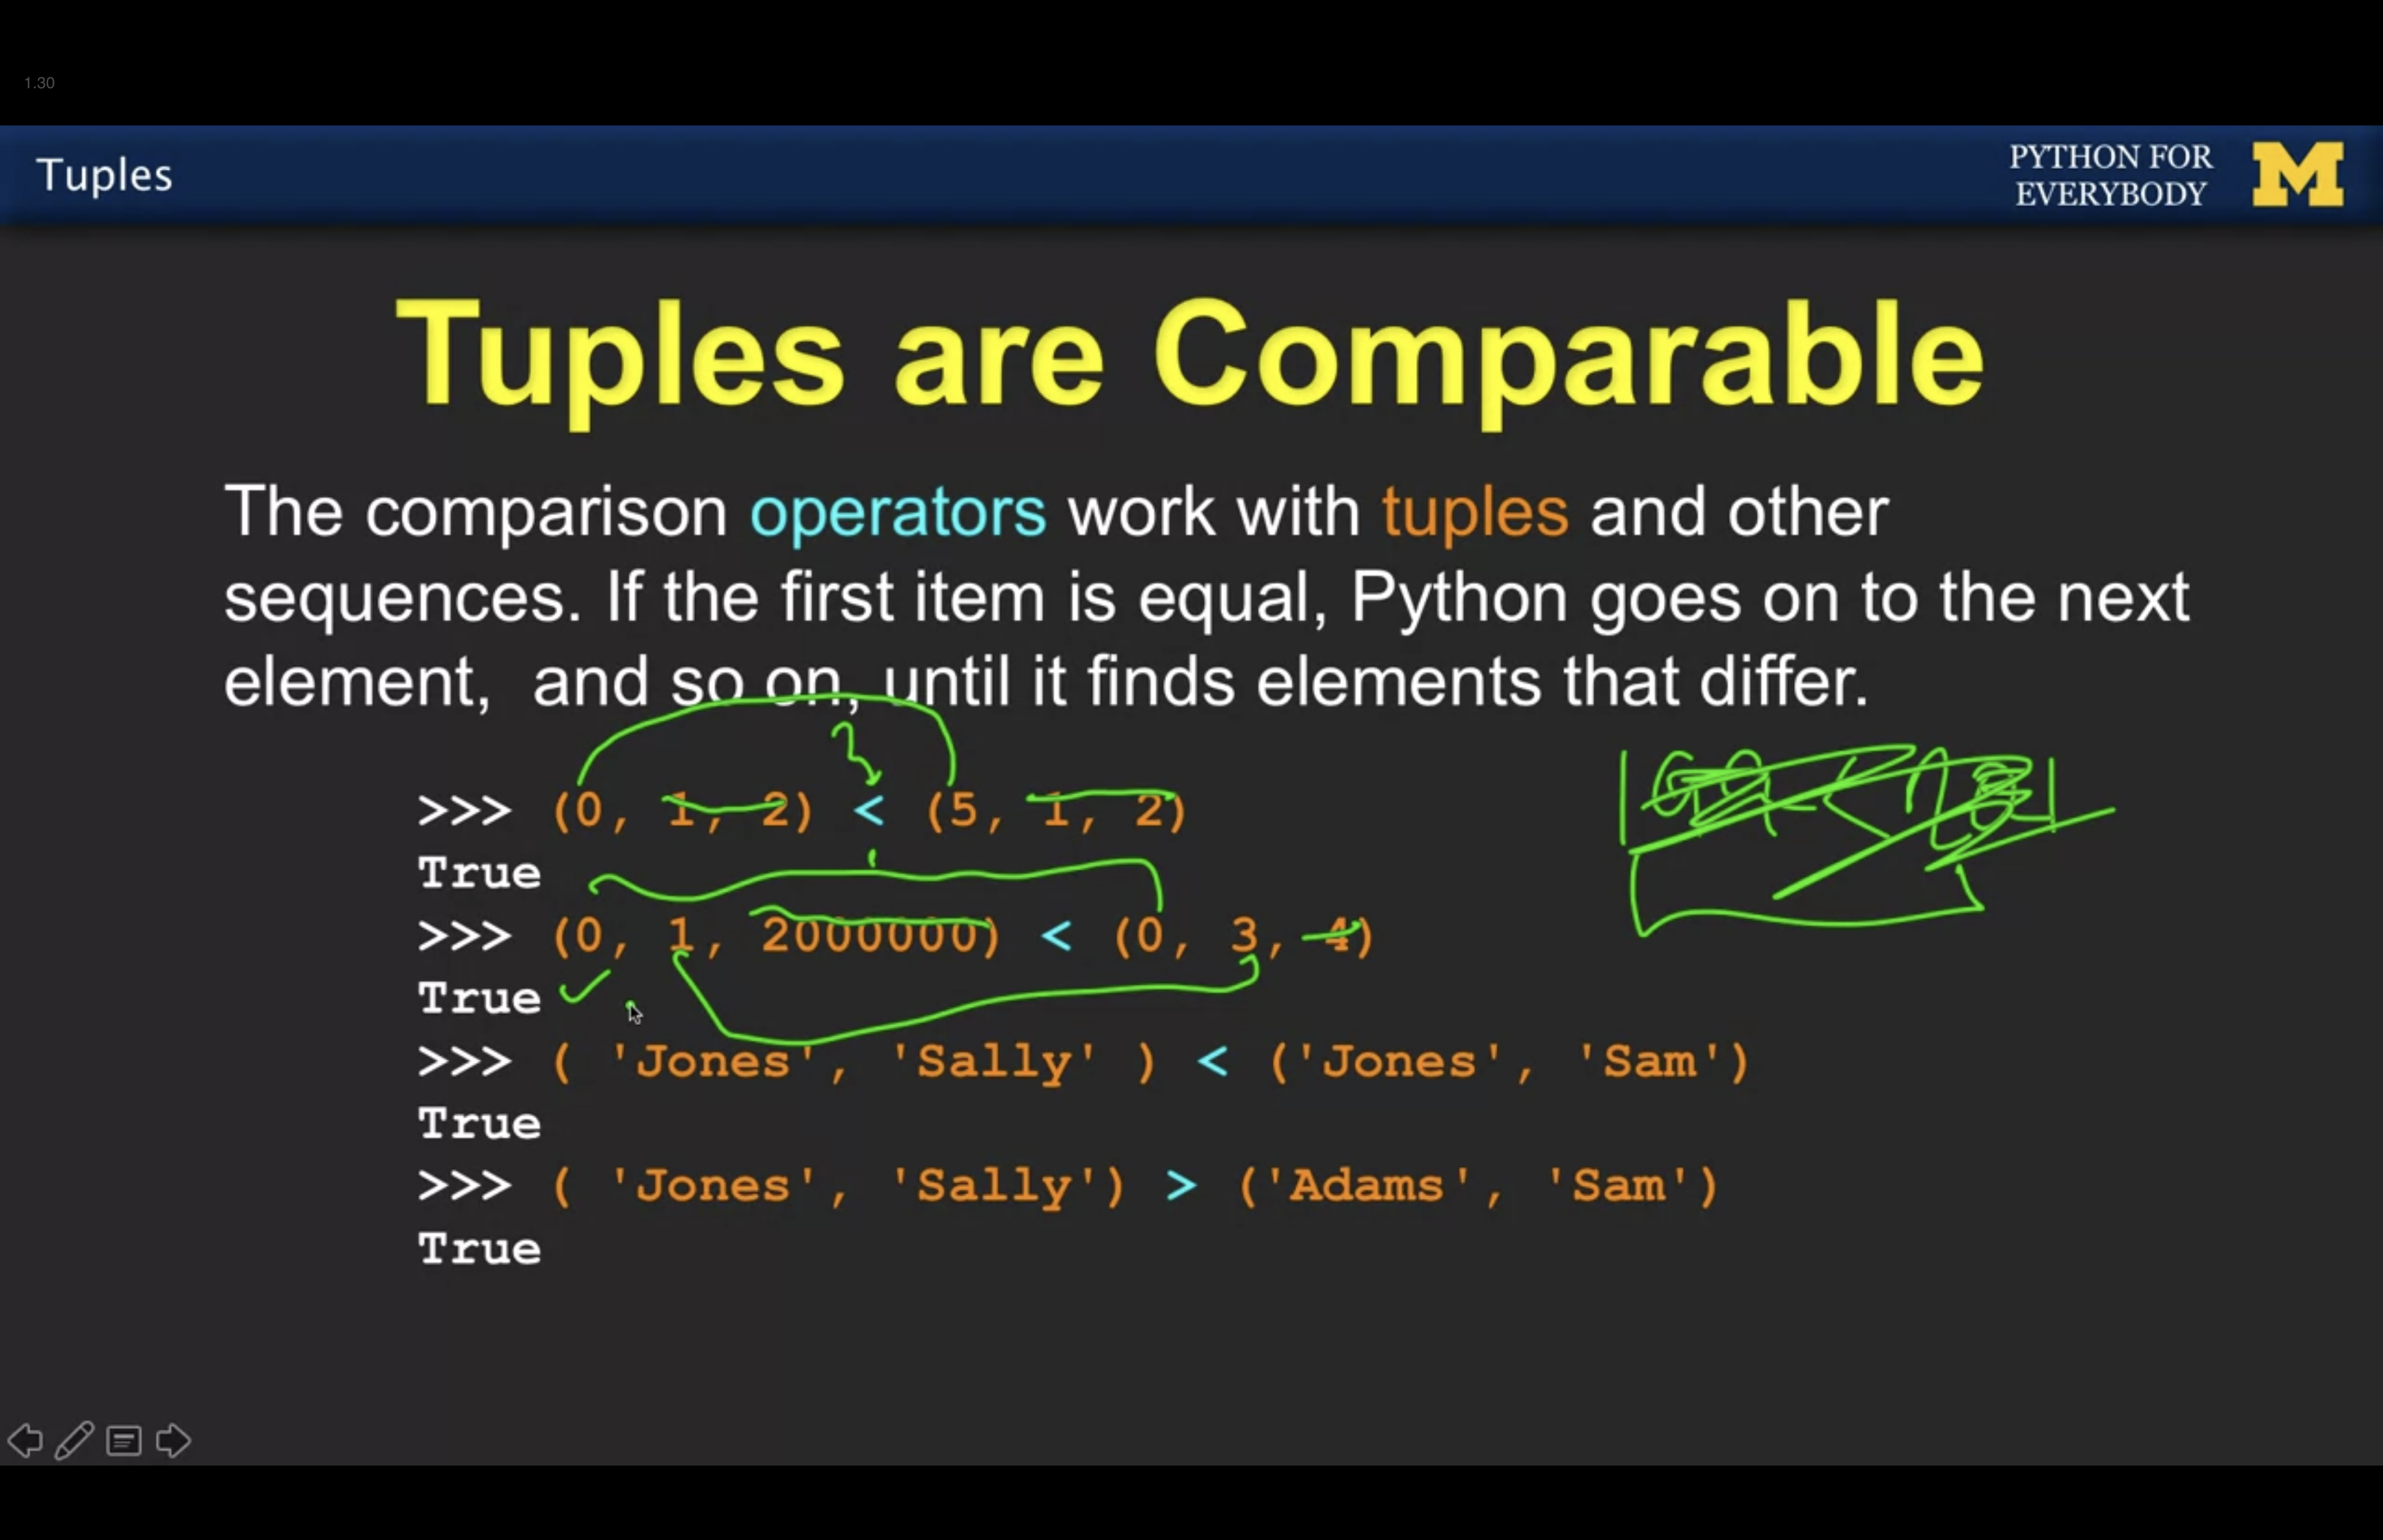 1.30
Tuples
PYTHON FOR
EVERYBODY
M
Tuples are Comparable
The comparison operators work with tuples and other
sequences. If the first item is equal, Python goes on to the next
element,  and so on, until it finds elements that differ.
>>> (0, 1, 2) < (5, 1, 2)
True
>>> (0, 1, 2000000) < (0, 3, 4)
True
>>> ( 'Jones', 'Sally' ) < ('Jones', 'Sam')
True
>>> ( 'Jones', 'Sally') > ('Adams', 'Sam')
True